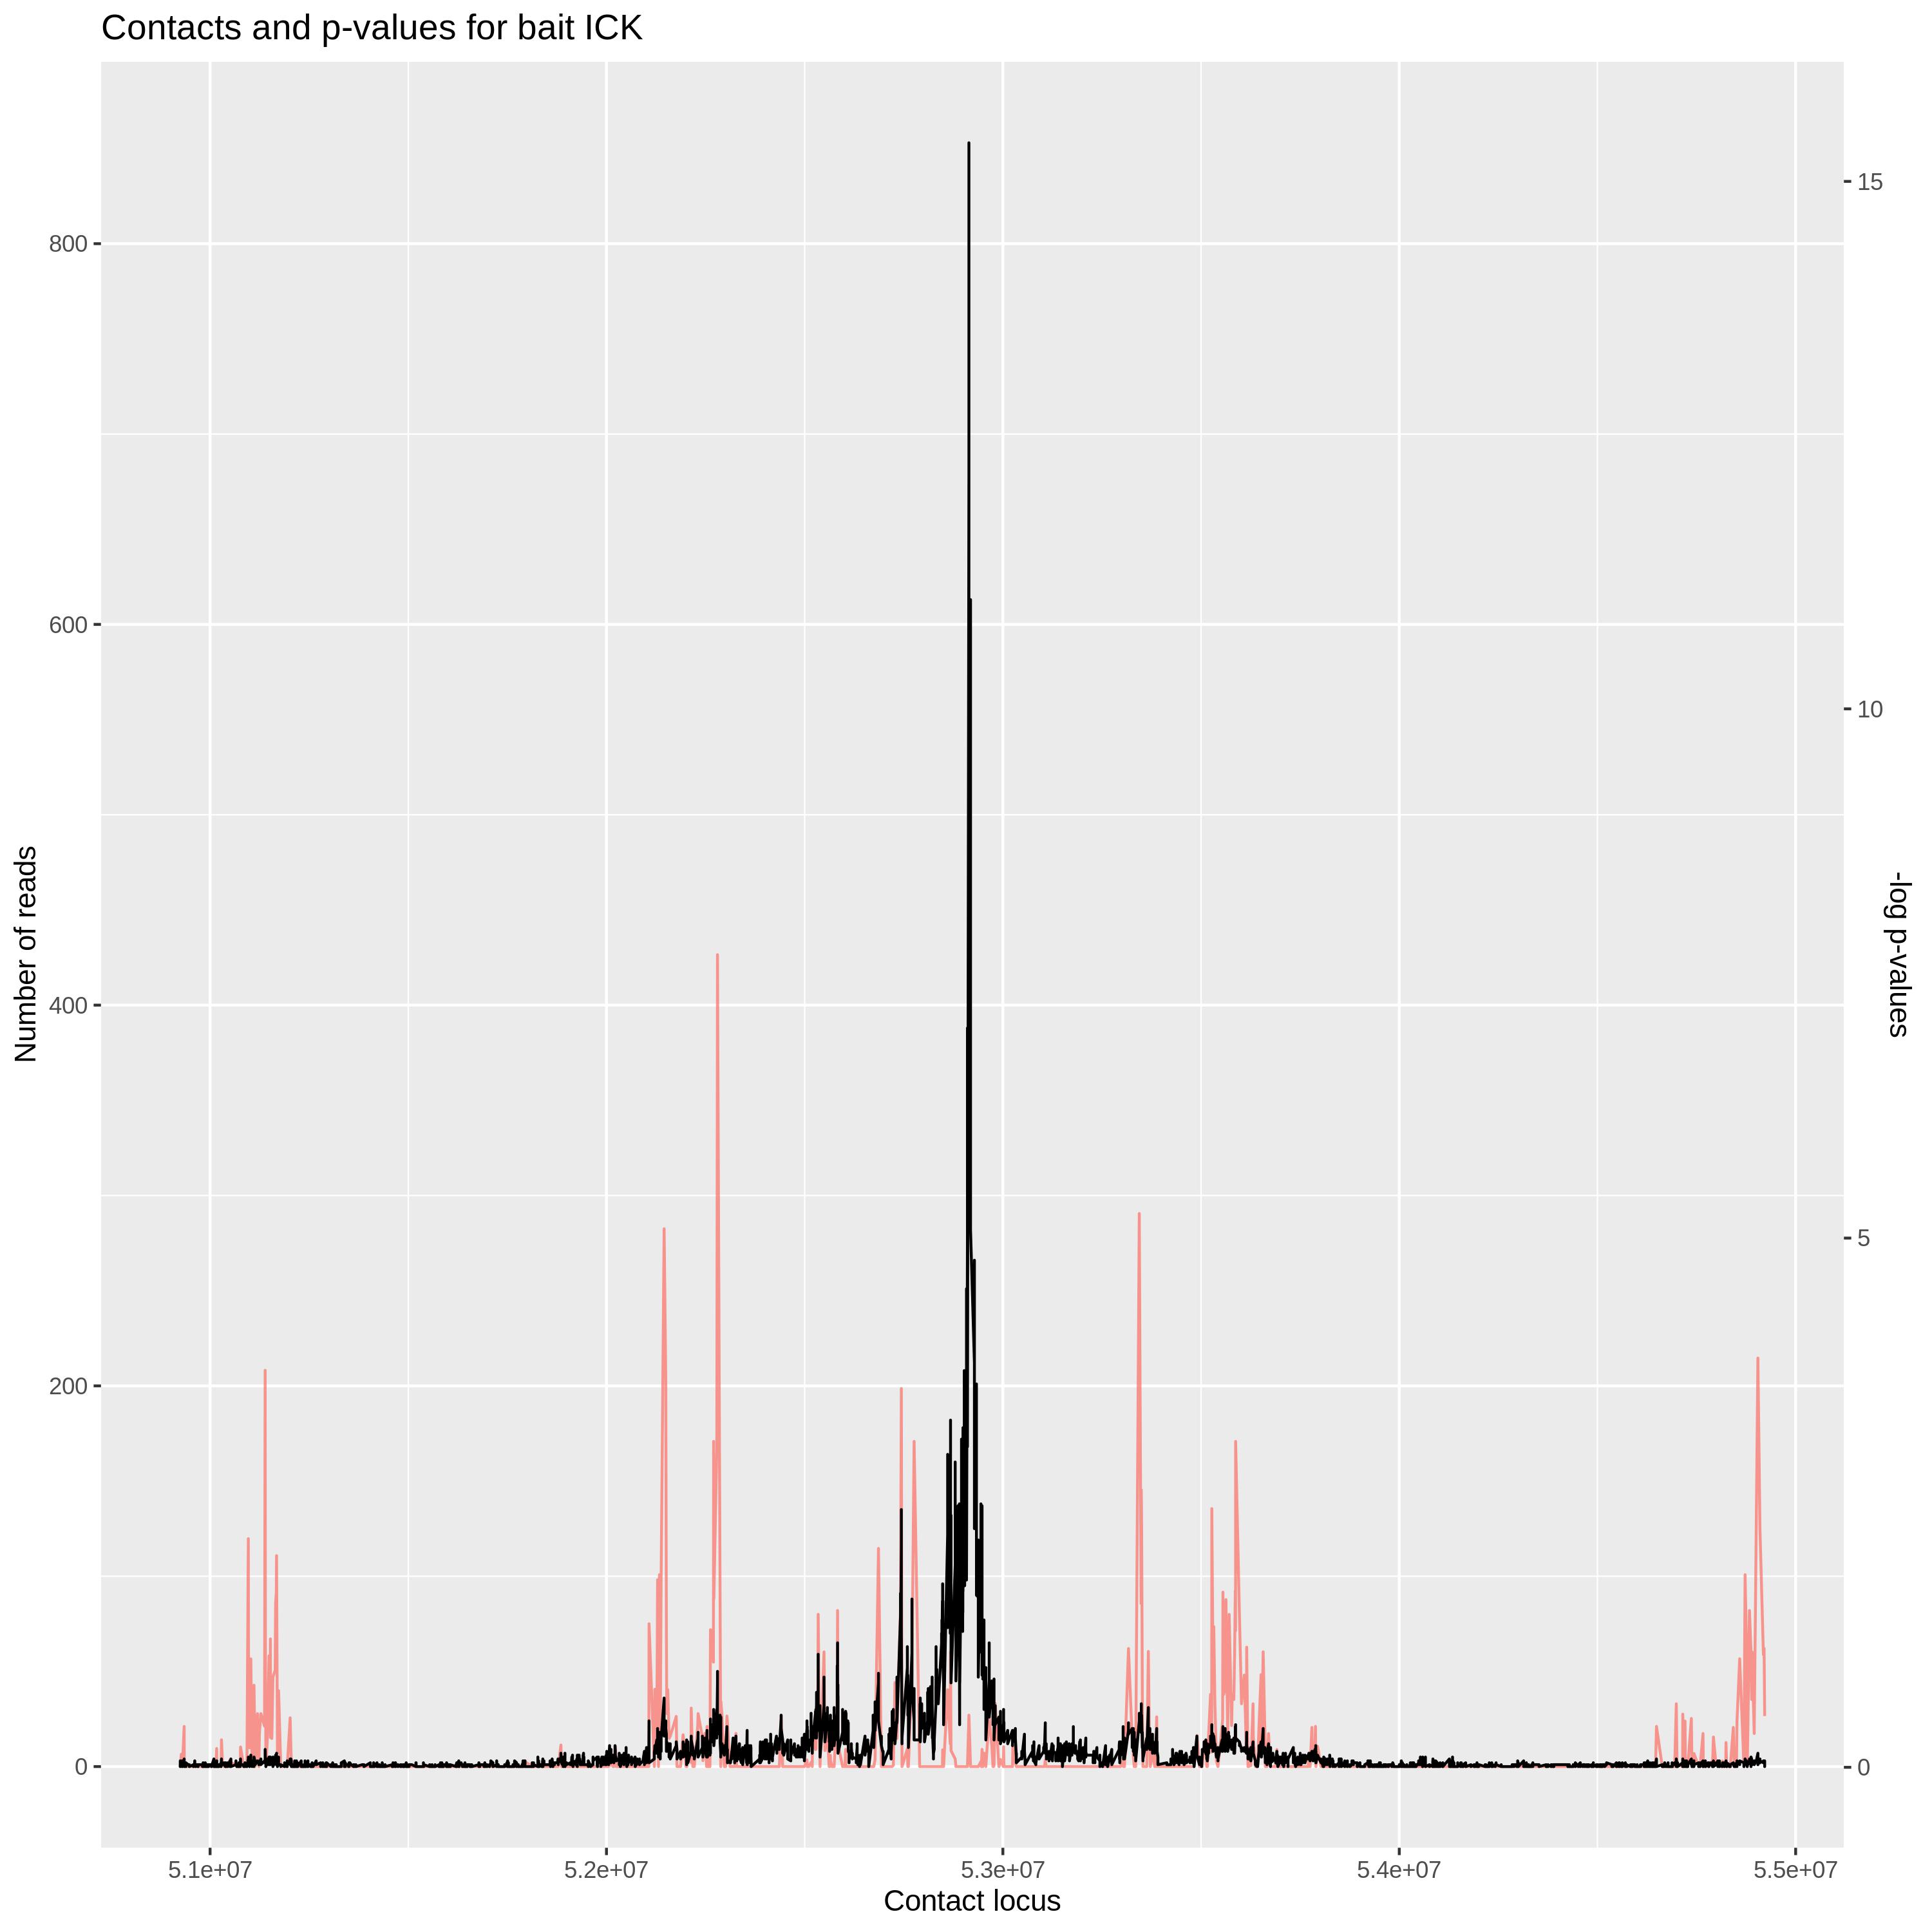 Contacts and p-values for bait ICK
Number of reads
800
600
400
200
0
15
10
5
0
-log p-values
5.1e+07
5.2e+07
5.3e+07
5.4e+07
5.5e+07
Contact locus